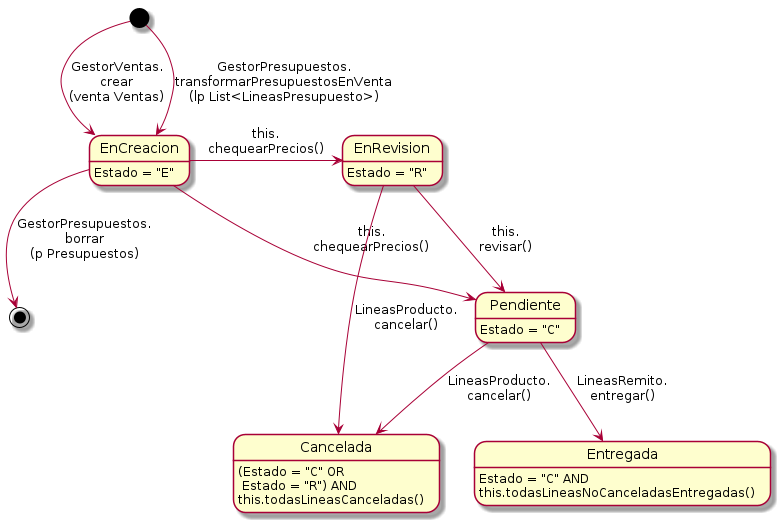 GestorVentas.
crear
(venta Ventas)
GestorPresupuestos.
transformarPresupuestosEnVenta
(lp List<LineasPresupuesto>)
EnCreacion
Estado = "E"
this.
chequearPrecios()
EnRevision
Estado = "R"
GestorPresupuestos.
borrar
(p Presupuestos)
this.
chequearPrecios()
this.
revisar()
Pendiente
Estado = "C"
LineasProducto.
cancelar()
LineasProducto.
cancelar()
LineasRemito.
entregar()
Cancelada
(Estado = "C" OR
Estado = "R") AND
this.todasLineasCanceladas()
Entregada
Estado = "C" AND
this.todasLineasNoCanceladasEntregadas()